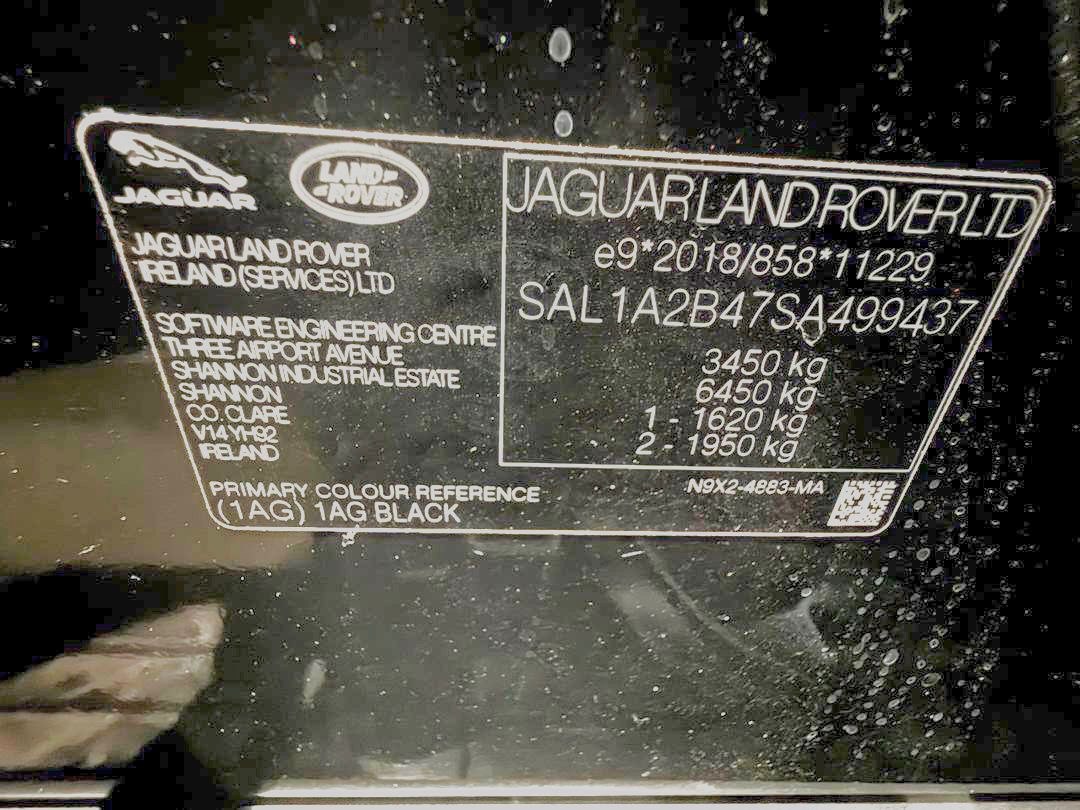 JAGUAR
LAND ROVER
JAGUAR LAND ROVER
IRELAND (SERVICES) LTD
SOFTWARE ENGINEERING CENTRE
THREE AIRPORT AVENUE
SHANNON INDUSTRIAL ESTATE
SHANNON
CO. CLARE
V14 YH92
IRELAND
JAGUAR LAND ROVER LTD
e9*2018/858*11229
SAL1A2B47SA499437
3450 kg
6450 kg
1 - 1620 kg
2 - 1950 kg
PRIMARY COLOUR REFERENCE
(1AG) 1AG BLACK
N9X2-4883-MA